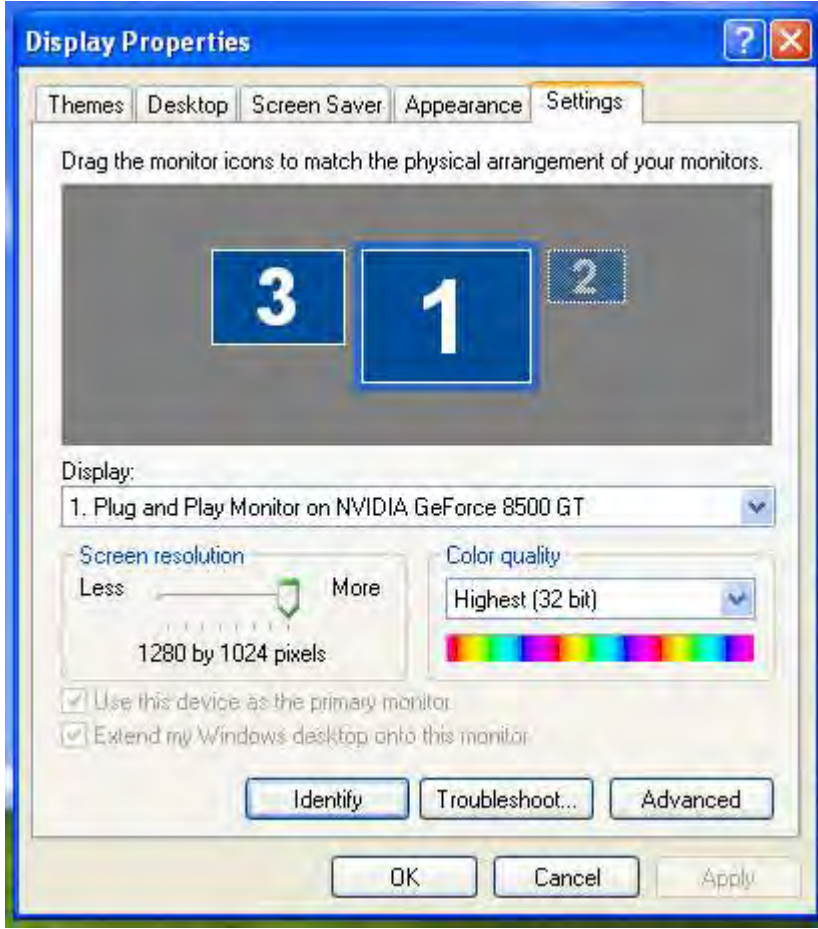 Display Properties
Themes Desktop Screen Saver Appearance Settings
Drag the monitor icons to match the physical arrangement of your monitors.
3 1 2
Display:
1. Plug and Play Monitor on NVIDIA GeForce 8500 GT
Screen resolution
Less More
1280 by 1024 pixels
Color quality
Highest (32 bit)
Use this device as the primary monitor.
Extend my Windows desktop onto this monitor.
Identify Troubleshoot... Advanced
OK Cancel Apply